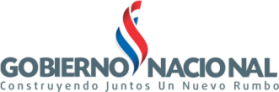 GOBIERNO NACIONAL
Construyendo Juntos Un Nuevo Rumbo